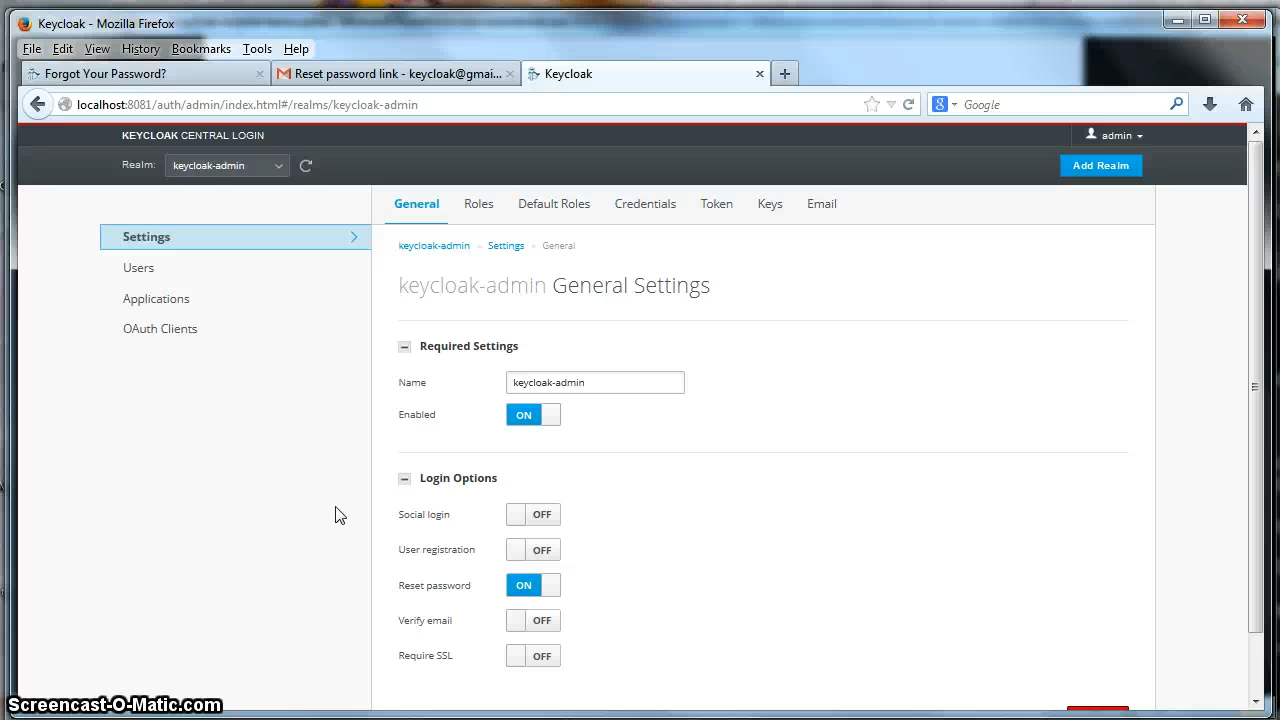 Keycloak - Mozilla Firefox
File Edit View History Bookmarks Tools Help
Forgot Your Password? Reset password link - keycloak@gmai... Keycloak
localhost:8081/auth/admin/index.html#/realms/keycloak-admin Google
KEYCLOAK CENTRAL LOGIN admin
Realm: keycloak-admin Add Realm
General Roles Default Roles Credentials Token Keys Email
Settings
Users
Applications
OAuth Clients
keycloak-admin Settings General
keycloak-admin General Settings
Required Settings
Name keycloak-admin
Enabled ON
Login Options
Social login OFF
User registration OFF
Reset password ON
Verify email OFF
Require SSL OFF
Screencast-O-Matic.com